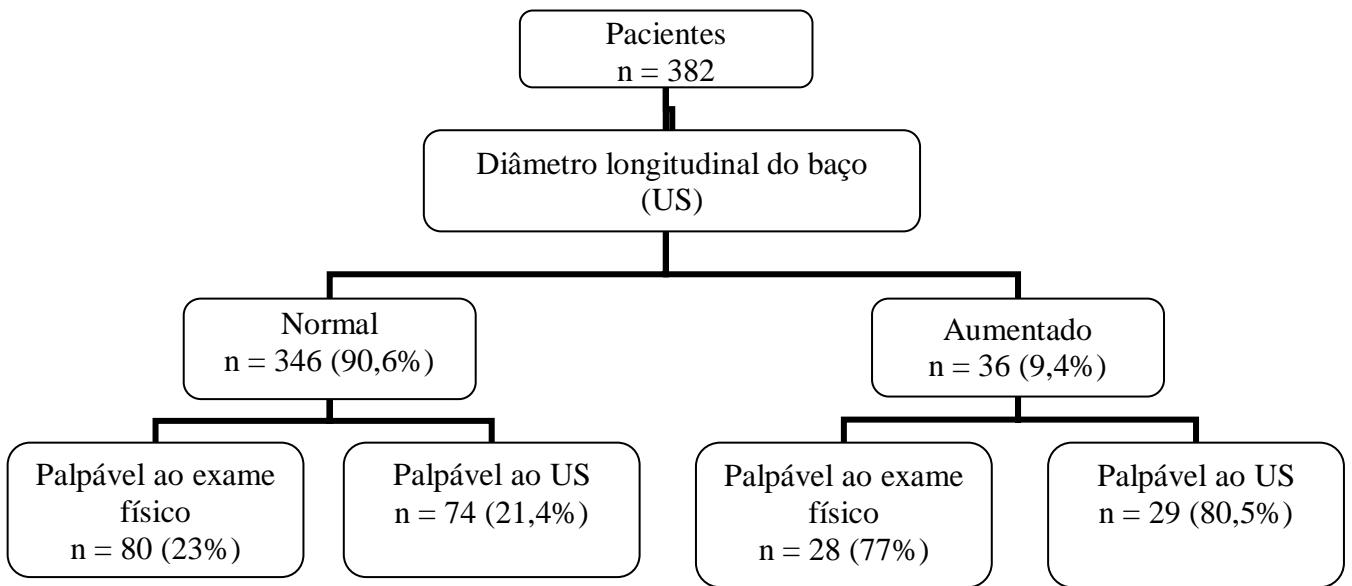 Pacientes
n = 382
Diâmetro longitudinal do baço
(US)
Normal
n = 346 (90,6%)
Aumentado
n = 36 (9,4%)
Palpável ao exame
físico
n = 80 (23%)
Palpável ao US
n = 74 (21,4%)
Palpável ao exame
físico
n = 28 (77%)
Palpável ao US
n = 29 (80,5%)